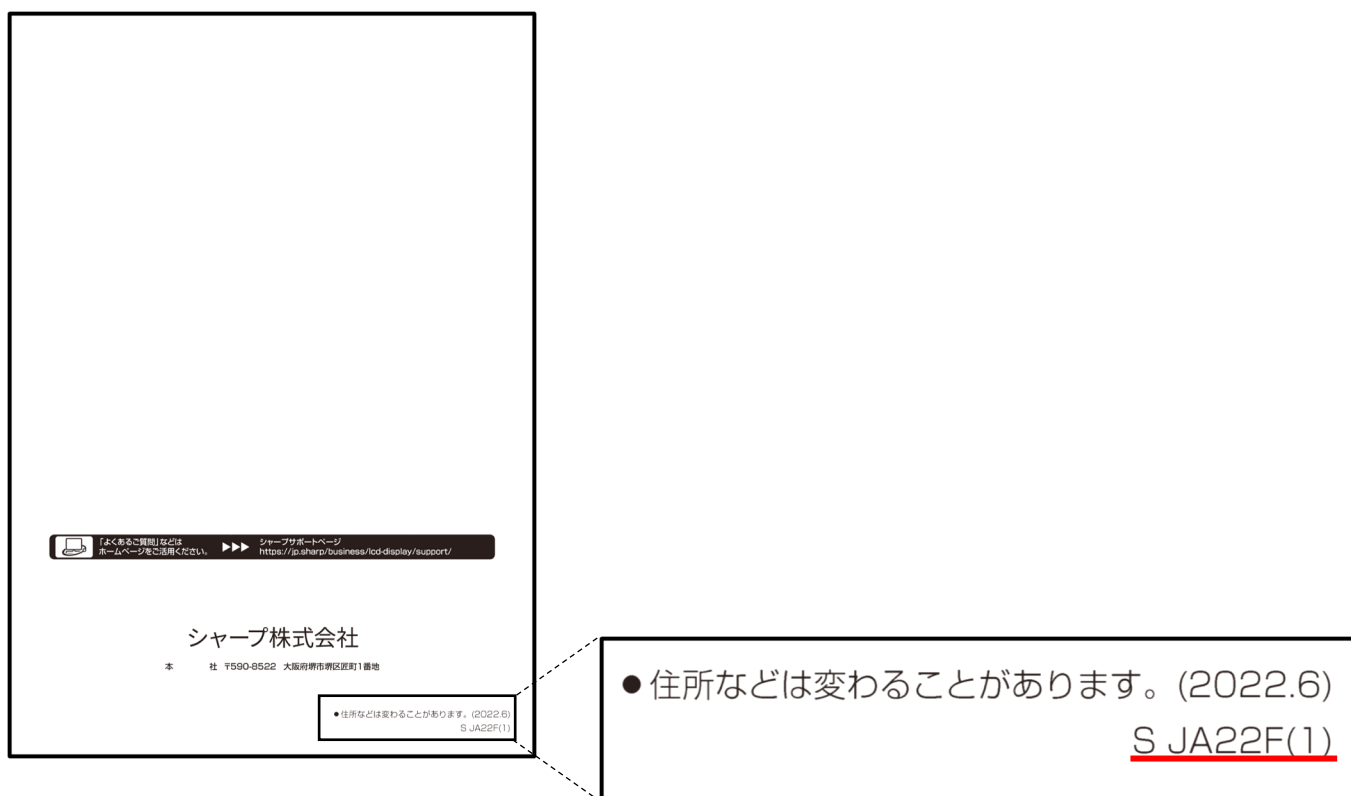 「よくあるご質問」などは
ホームページをご活用ください。
▶▶▶
シャープサポートページ
https://jp.sharp/business/lcd-display/support/
シャープ株式会社
本 社 〒590-8522 大阪府堺市堺区匠町1番地
●住所などは変わることがあります。(2022.6)
S JA22F(1)
●住所などは変わることがあります。(2022.6)
S JA22F(1)